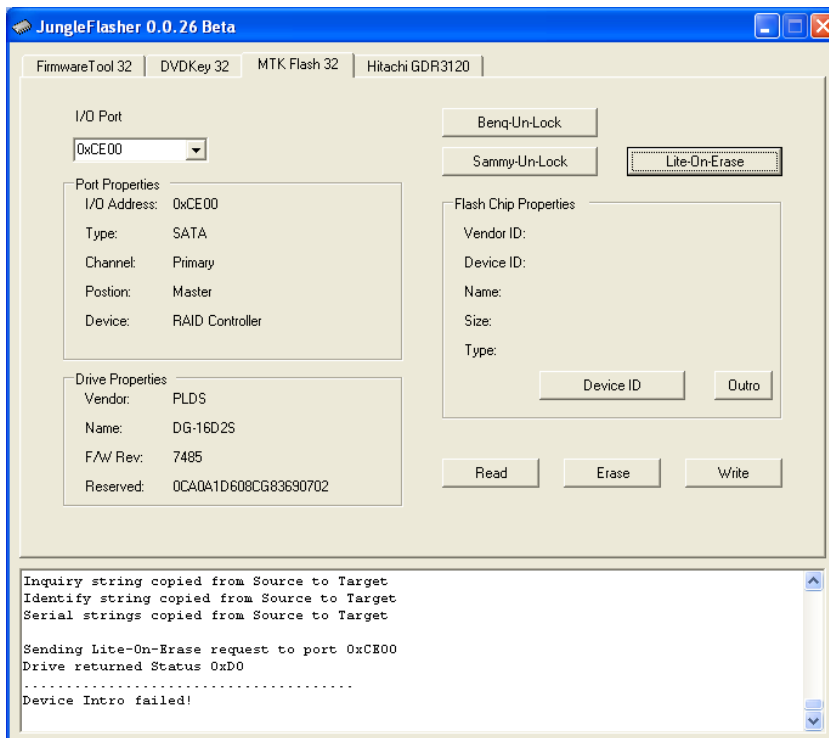 JungleFlasher 0.0.26 Beta
FirmwareTool 32 DVDKey 32 MTK Flash 32 Hitachi GDR3120
I/O Port
0xCE00
Benq-Un-Lock
Sammy-Un-Lock Lite-On-Erase
Port Properties
I/O Address: 0xCE00
Type: SATA
Channel: Primary
Postion: Master
Device: RAID Controller
Flash Chip Properties
Vendor ID:
Device ID:
Name:
Size:
Type:
Device ID Outro
Drive Properties
Vendor: PLDS
Name: DG-16D2S
F/W Rev: 7485
Reserved: 0CA0A1D608CG83690702
Read Erase Write
Inquiry string copied from Source to Target
Identify string copied from Source to Target
Serial strings copied from Source to Target
Sending Lite-On-Erase request to port 0xCE00
Drive returned Status 0xD0
......................................
Device Intro failed!